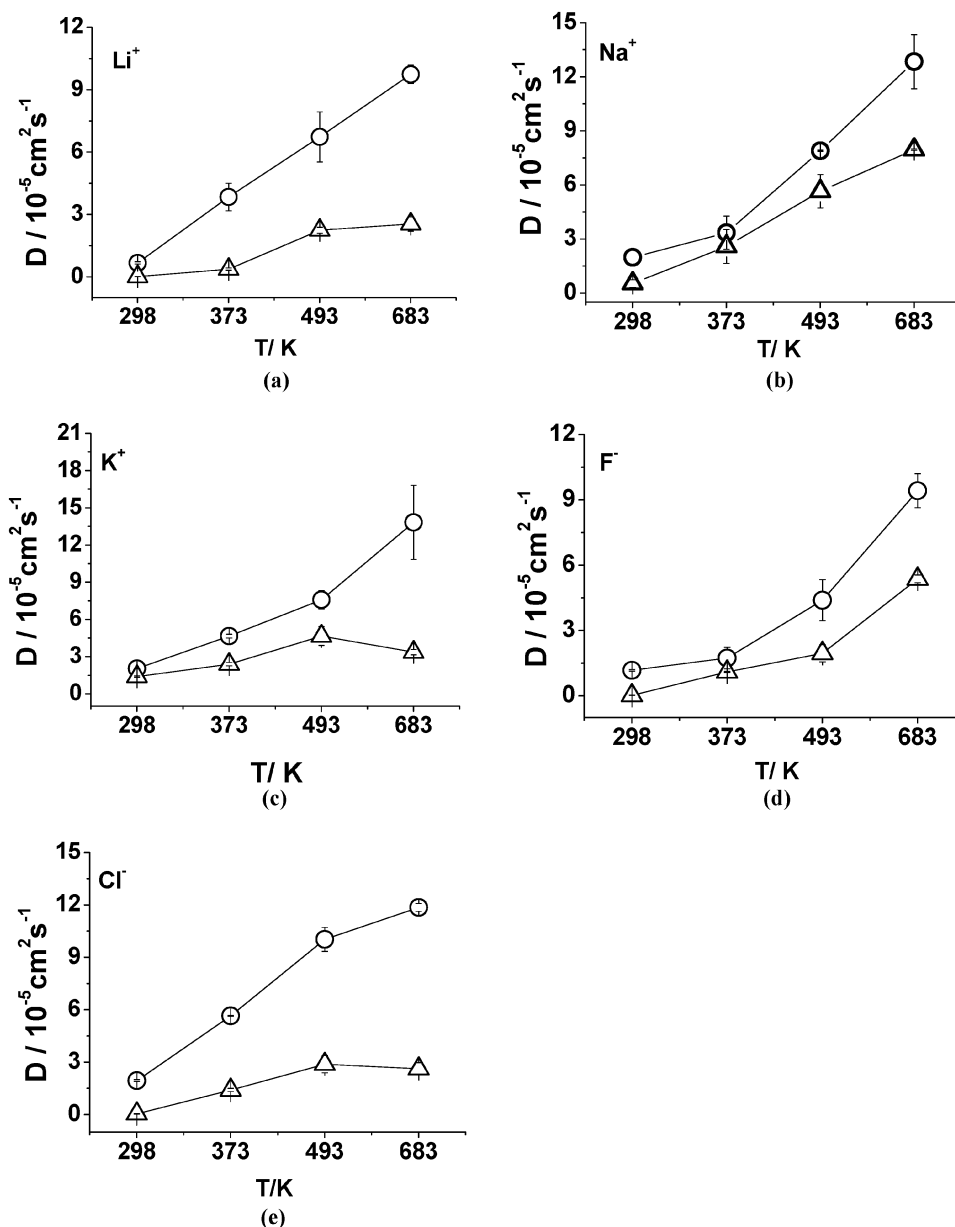 Li⁺
12
9
6
3
0
D / 10⁻⁵cm²s⁻¹
298 373 493 683
T/ K
(a)
Na⁺
15
12
9
6
3
0
D / 10⁻⁵cm²s⁻¹
298 373 493 683
T/ K
(b)
K⁺
21
18
15
12
9
6
3
0
D / 10⁻⁵cm²s⁻¹
298 373 493 683
T/ K
(c)
F⁻
12
9
6
3
0
D / 10⁻⁵cm²s⁻¹
298 373 493 683
T/ K
(d)
Cl⁻
15
12
9
6
3
0
D / 10⁻⁵cm²s⁻¹
298 373 493 683
T/K
(e)